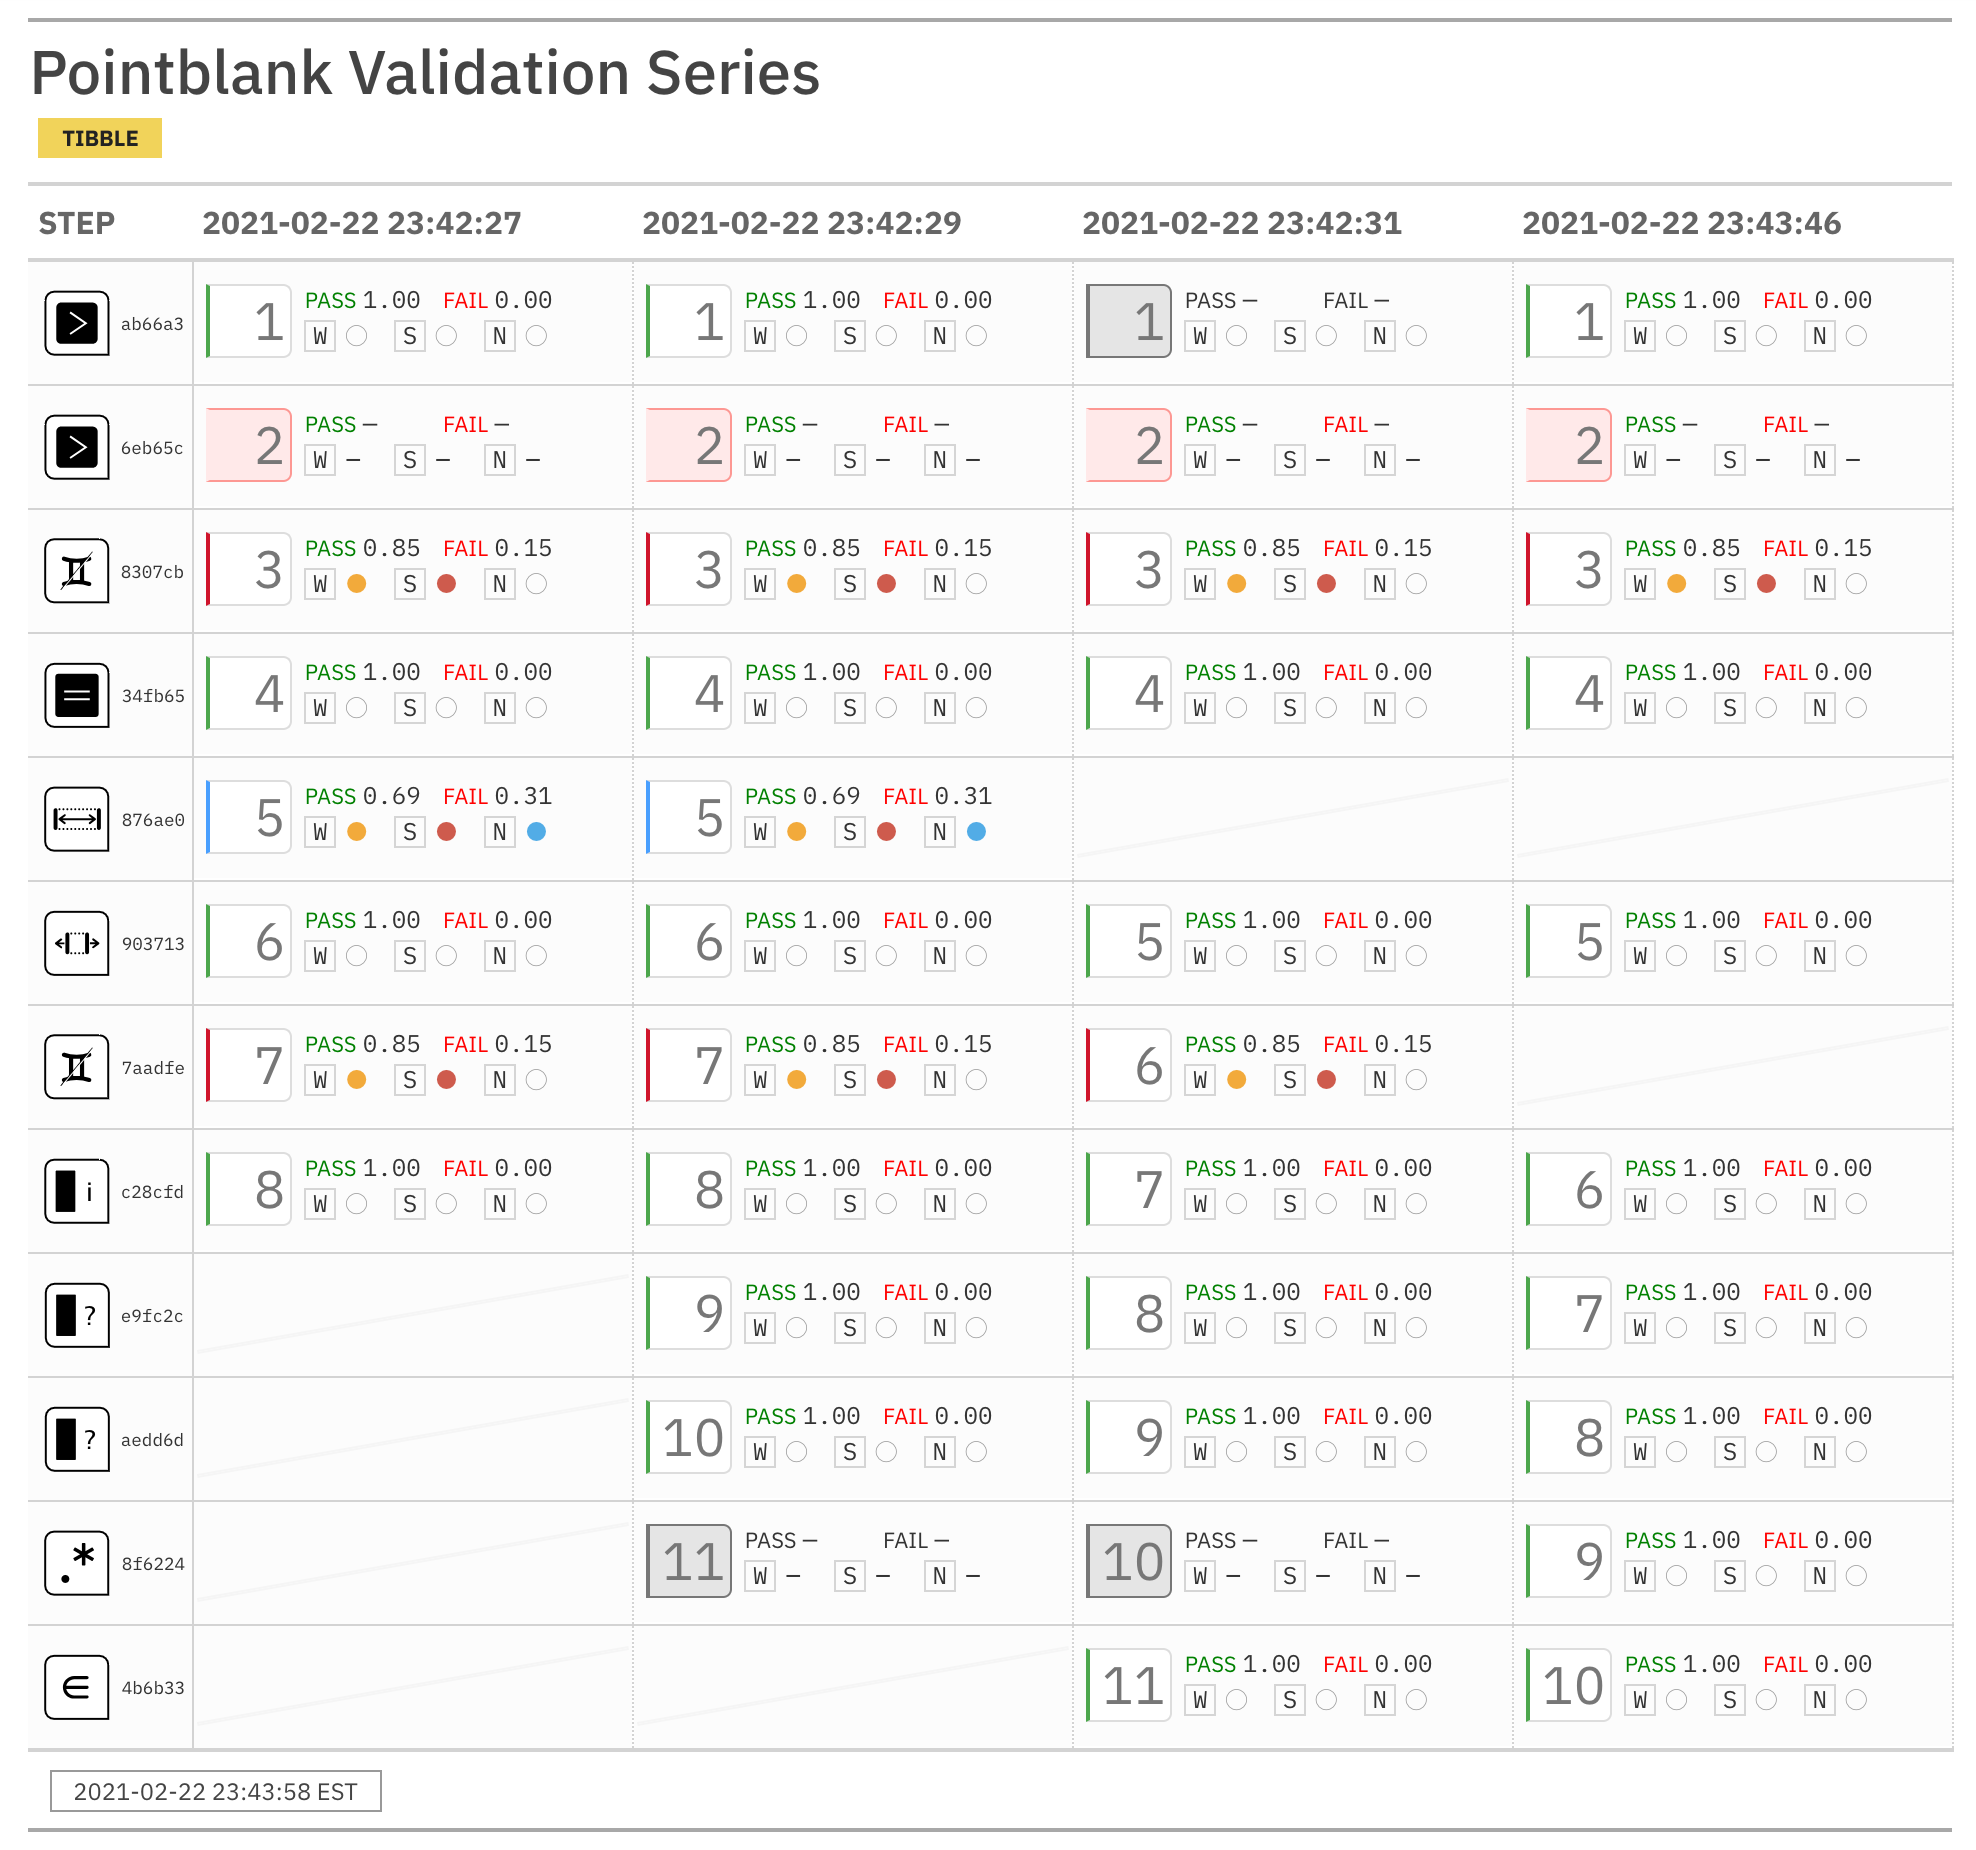 Pointblank Validation Series
TIBBLE
STEP 2021-02-22 23:42:27 2021-02-22 23:42:29 2021-02-22 23:42:31 2021-02-22 23:43:46
> ab66a3 1 PASS 1.00 FAIL 0.00 1 PASS 1.00 FAIL 0.00 1 PASS — FAIL — 1 PASS 1.00 FAIL 0.00
W S N W S N W S N W S N
> 6eb65c 2 PASS — FAIL — 2 PASS — FAIL — 2 PASS — FAIL — 2 PASS — FAIL —
W — S — N — W — S — N — W — S — N — W — S — N —
8307cb 3 PASS 0.85 FAIL 0.15 3 PASS 0.85 FAIL 0.15 3 PASS 0.85 FAIL 0.15 3 PASS 0.85 FAIL 0.15
W S N W S N W S N W S N
= 34fb65 4 PASS 1.00 FAIL 0.00 4 PASS 1.00 FAIL 0.00 4 PASS 1.00 FAIL 0.00 4 PASS 1.00 FAIL 0.00
W S N W S N W S N W S N
876ae0 5 PASS 0.69 FAIL 0.31 5 PASS 0.69 FAIL 0.31
W S N W S N
903713 6 PASS 1.00 FAIL 0.00 6 PASS 1.00 FAIL 0.00 5 PASS 1.00 FAIL 0.00 5 PASS 1.00 FAIL 0.00
W S N W S N W S N W S N
7aadfe 7 PASS 0.85 FAIL 0.15 7 PASS 0.85 FAIL 0.15 6 PASS 0.85 FAIL 0.15
W S N W S N W S N
i c28cfd 8 PASS 1.00 FAIL 0.00 8 PASS 1.00 FAIL 0.00 7 PASS 1.00 FAIL 0.00 6 PASS 1.00 FAIL 0.00
W S N W S N W S N W S N
? e9fc2c 9 PASS 1.00 FAIL 0.00 8 PASS 1.00 FAIL 0.00 7 PASS 1.00 FAIL 0.00
W S N W S N W S N
? aedd6d 10 PASS 1.00 FAIL 0.00 9 PASS 1.00 FAIL 0.00 8 PASS 1.00 FAIL 0.00
W S N W S N W S N
.* 8f6224 11 PASS — FAIL — 10 PASS — FAIL — 9 PASS 1.00 FAIL 0.00
W — S — N — W — S — N — W S N
∈ 4b6b33 11 PASS 1.00 FAIL 0.00 10 PASS 1.00 FAIL 0.00
W S N W S N
2021-02-22 23:43:58 EST